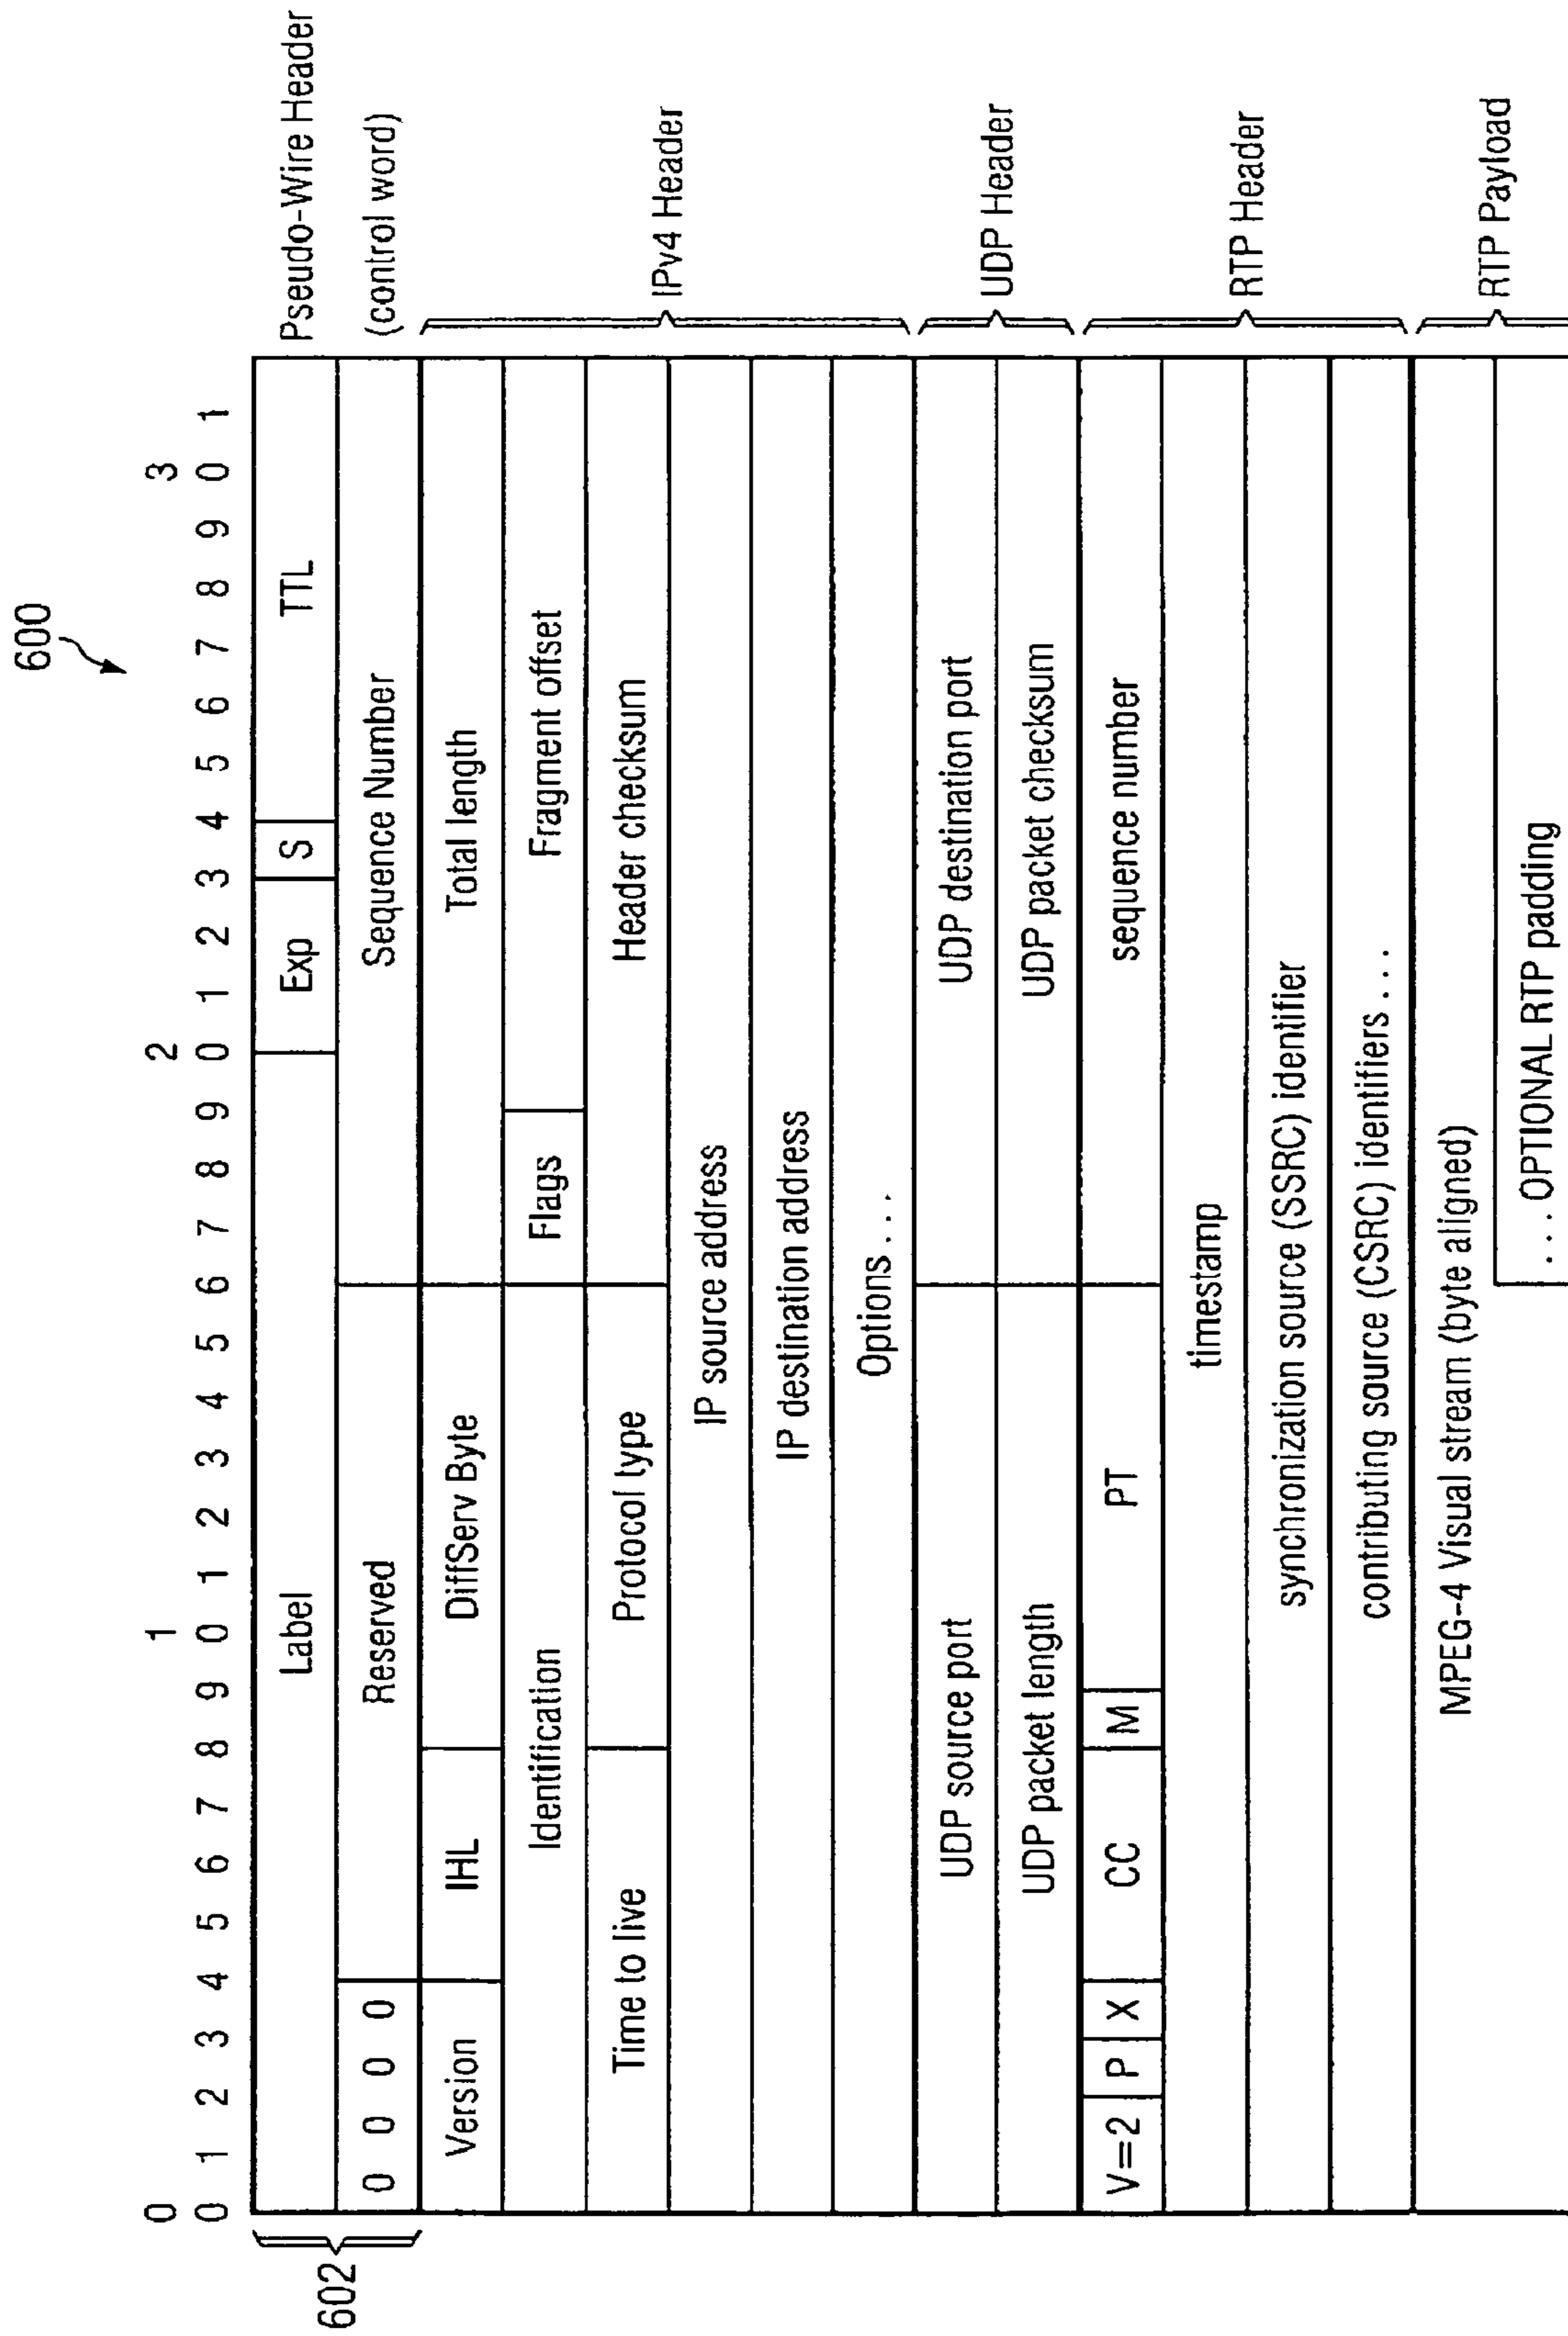 600
0 1 2 3
0 1 2 3 4 5 6 7 8 9 0 1 2 3 4 5 6 7 8 9 0 1 2 3 4 5 6 7 8 9 0 1
602
Label Exp S TTL Pseudo-Wire Header
0 0 0 0 Reserved Sequence Number (control word)
Version IHL DiffServ Byte Total length
Identification Flags Fragment offset
Time to live Protocol type Header checksum
IPv4 Header
IP source address
IP destination address
Options...
UDP source port UDP destination port
UDP Header
UDP packet length UDP packet checksum
V=2 P X CC M PT sequence number
timestamp
RTP Header
synchronization source (SSRC) identifier
contributing source (CSRC) identifiers...
MPEG-4 Visual stream (byte aligned)
RTP Payload
...OPTIONAL RTP padding